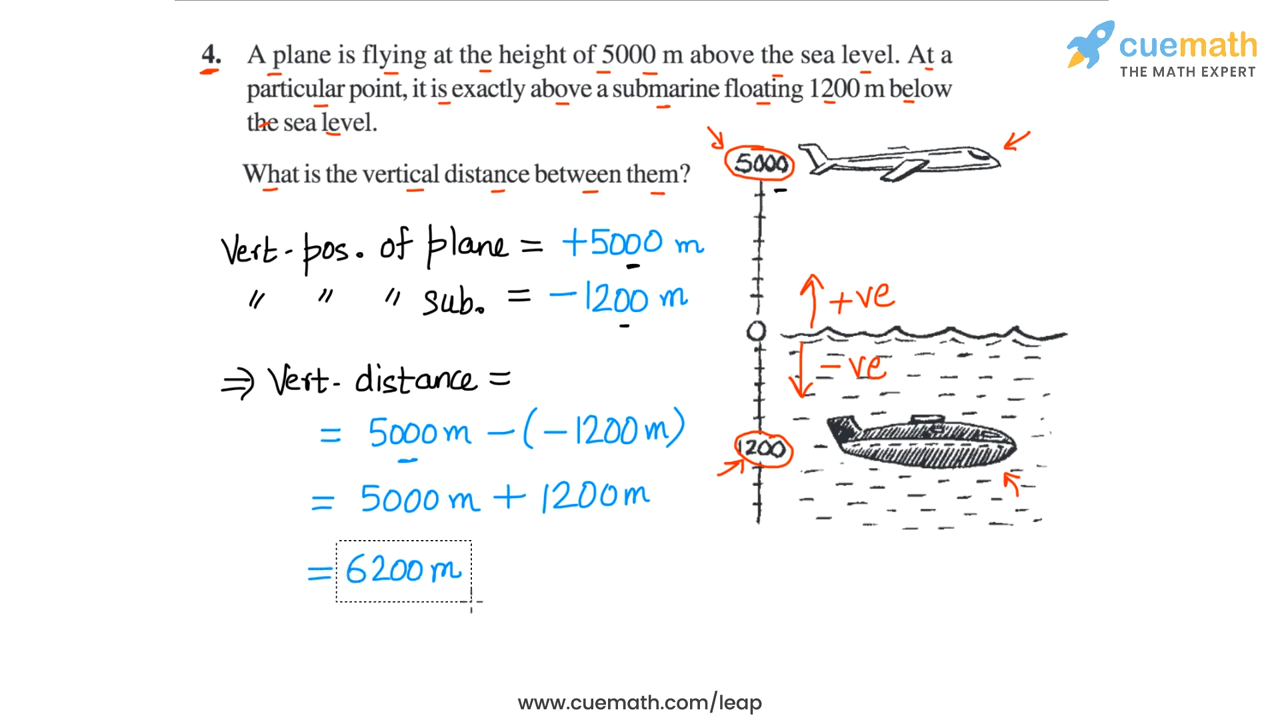 4. A plane is flying at the height of 5000 m above the sea level. At a
particular point, it is exactly above a submarine floating 1200 m below
the sea level.
What is the vertical distance between them?
cuemath
THE MATH EXPERT
5000
Vert-pos. of plane = +5000 m
" " " sub. = -1200 m
↑ +ve
0
↓ -ve
1200
⇒ Vert-distance =
= 5000 m - (-1200 m)
= 5000 m + 1200 m
= 6200 m
www.cuemath.com/leap